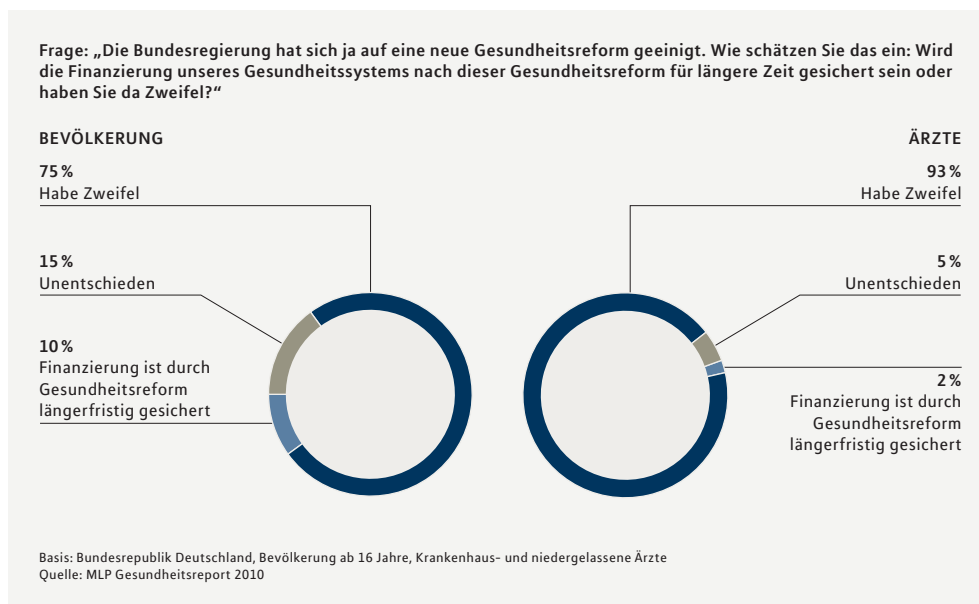 Frage: „Die Bundesregierung hat sich ja auf eine neue Gesundheitsreform geeinigt. Wie schätzen Sie das ein: Wird
die Finanzierung unseres Gesundheitssystems nach dieser Gesundheitsreform für längere Zeit gesichert sein oder
haben Sie da Zweifel?“
BEVÖLKERUNG
75 %
Habe Zweifel
15 %
Unentschieden
10 %
Finanzierung ist durch
Gesundheitsreform
längerfristig gesichert
ÄRZTE
93 %
Habe Zweifel
5 %
Unentschieden
2 %
Finanzierung ist durch
Gesundheitsreform
längerfristig gesichert
Basis: Bundesrepublik Deutschland, Bevölkerung ab 16 Jahre, Krankenhaus- und niedergelassene Ärzte
Quelle: MLP Gesundheitsreport 2010